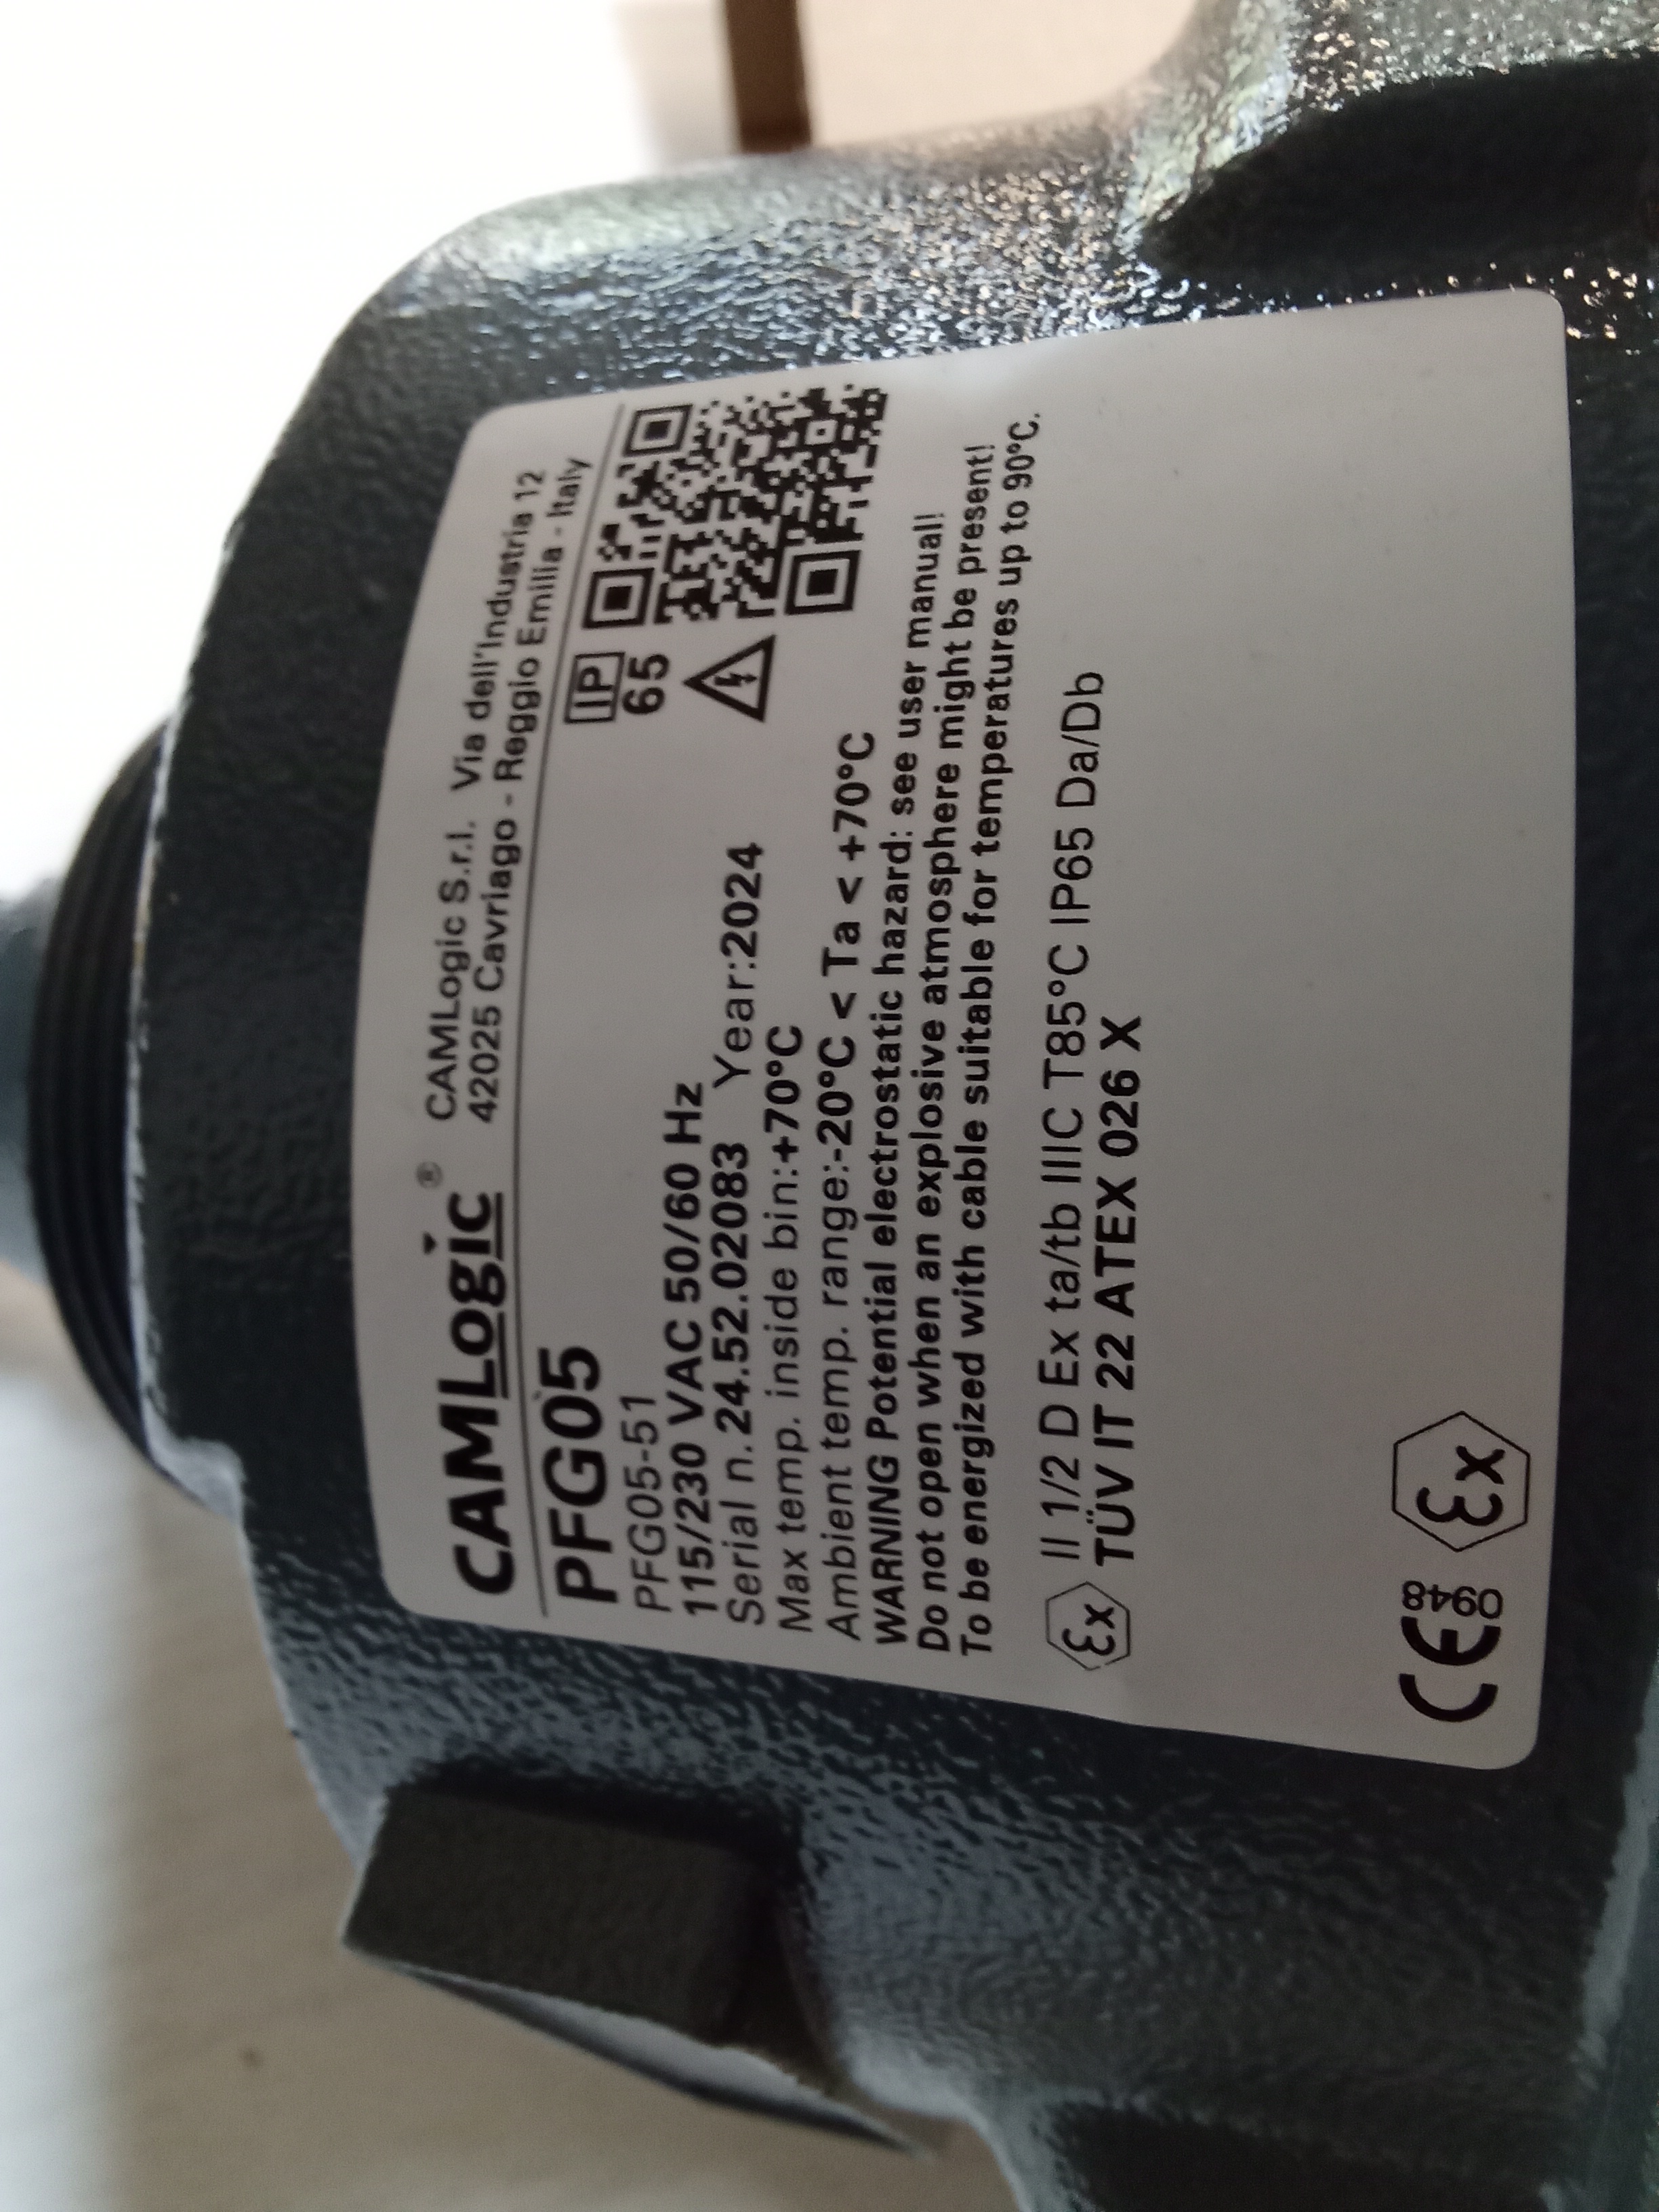 CAMLogic ® CAMLogic S.r.l. Via dell'Industria 12
42025 Cavriago - Reggio Emilia - Italy
PFG05
IP
65
PFG05-51
115/230 VAC 50/60 Hz
Serial n.24.52.02083 Year:2024
Max temp. inside bin:+70°C
Ambient temp. range:-20°C < Ta < +70°C
WARNING Potential electrostatic hazard: see user manual!
Do not open when an explosive atmosphere might be present!
To be energized with cable suitable for temperatures up to 90°C.
Ex II 1/2 D Ex ta/tb IIIC T85°C IP65 Da/Db
TÜV IT 22 ATEX 026 X
CE 0948 Ex